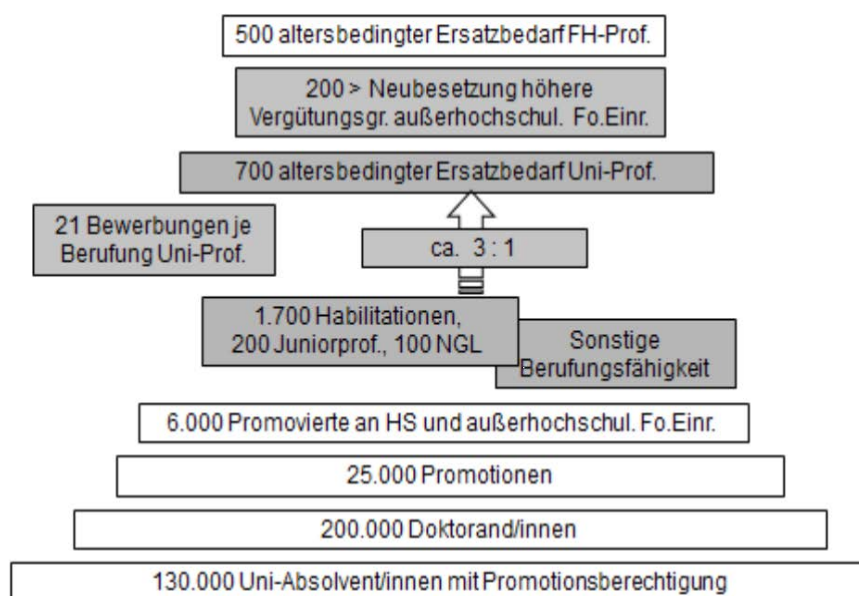 500 altersbedingter Ersatzbedarf FH-Prof.
200 > Neubesetzung höhere
Vergütungsgr. außerhochschul. Fo.Einr.
700 altersbedingter Ersatzbedarf Uni-Prof.
21 Bewerbungen je
Berufung Uni-Prof.
ca. 3 : 1
1.700 Habilitationen,
200 Juniorprof., 100 NGL
Sonstige
Berufungsfähigkeit
6.000 Promovierte an HS und außerhochschul. Fo.Einr.
25.000 Promotionen
200.000 Doktorand/innen
130.000 Uni-Absolvent/innen mit Promotionsberechtigung